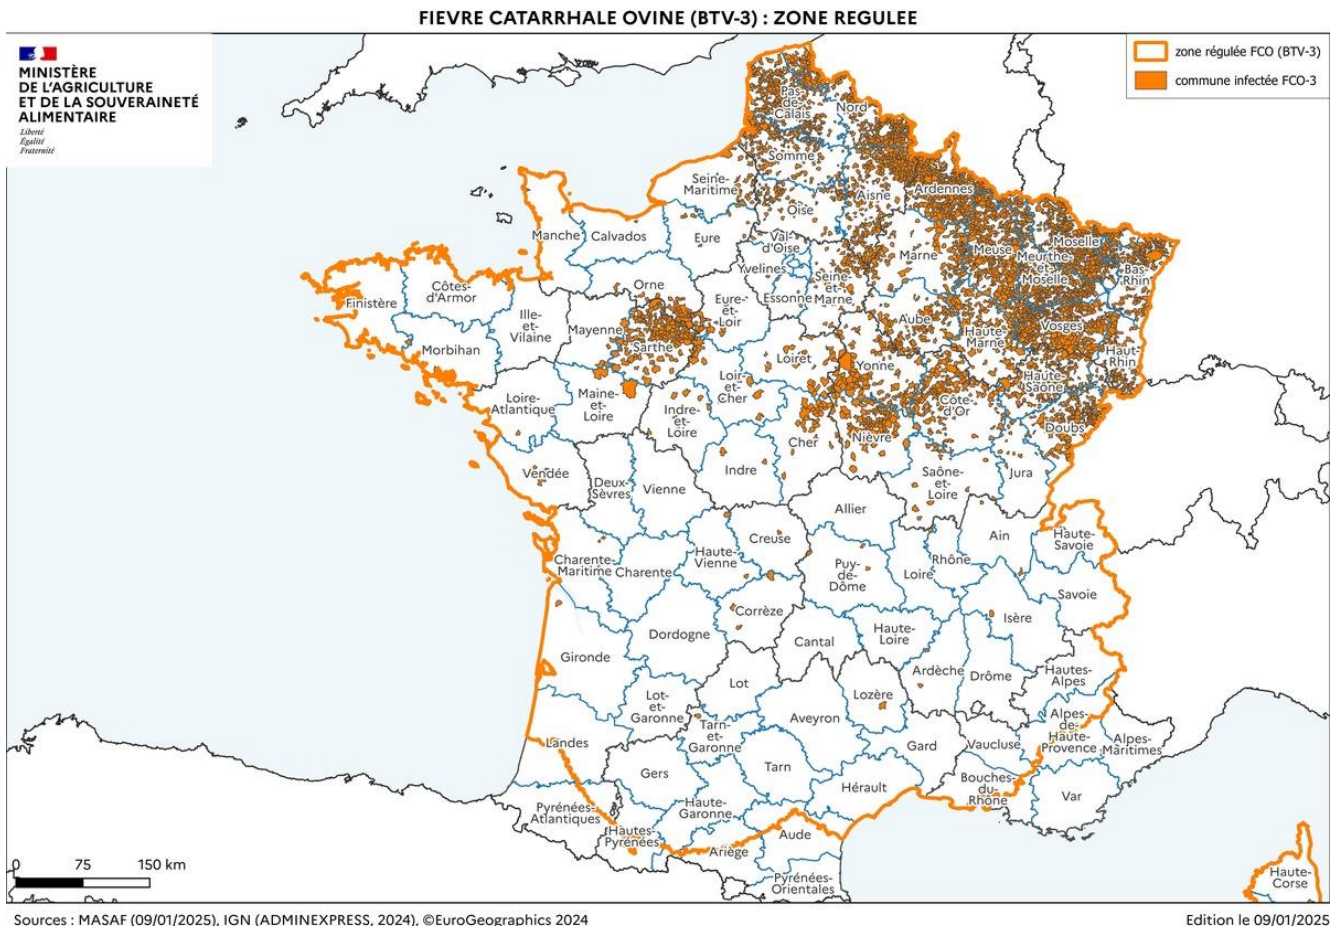 FIEVRE CATARRHALE OVINE (BTV-3) : ZONE REGULEE
MINISTÈRE
DE L'AGRICULTURE
ET DE LA SOUVERAINETÉ
ALIMENTAIRE
Liberté
Égalité
Fraternité
zone régulée FCO (BTV-3)
commune infectée FCO-3
Pas-
de-
Calais
Nord
Somme
Seine-
Maritime
Oise
Aisne
Ardennes
Manche
Calvados
Eure
Val-
d'Oise
Marne
Meuse
Moselle
Meurthe-
et-
Moselle
Bas-
Rhin
Finistère
Côtes-
d'Armor
Orne
Yvelines
Essonne
Seine-
et-
Marne
Eure-
et-
Loir
Ille-
et-
Vilaine
Mayenne
Sarthe
Aube
Haute-
Marne
Vosges
Haut-
Rhin
Morbihan
Loiret
Yonne
Haute-
Saône
Loire-
Atlantique
Maine-
et-
Loire
Indre-
et-
Loire
Loir-
et-
Cher
Cher
Nièvre
Côte-
d'Or
Doubs
Vendée
Deux-
Sèvres
Vienne
Indre
Saône-
et-
Loire
Jura
Allier
Charente-
Maritime
Charente
Haute-
Vienne
Creuse
Puy-
de-
Dôme
Loire
Rhône
Ain
Haute-
Savoie
Savoie
Isère
Corrèze
Dordogne
Cantal
Haute-
Loire
Gironde
Lot
Lozère
Ardèche
Drôme
Hautes-
Alpes
Lot-
et-
Garonne
Tarn-
et-
Garonne
Aveyron
Gard
Vaucluse
Alpes-
de-
Haute-
Provence
Alpes-
Maritimes
Landes
Gers
Tarn
Hérault
Bouches-
du-
Rhône
Var
Pyrénées-
Atlantiques
Hautes-
Pyrénées
Haute-
Garonne
Ariège
Aude
Pyrénées-
Orientales
Haute-
Corse
0 75 150 km
Sources : MASAF (09/01/2025), IGN (ADMINEXPRESS, 2024), ©EuroGeographics 2024
Edition le 09/01/2025